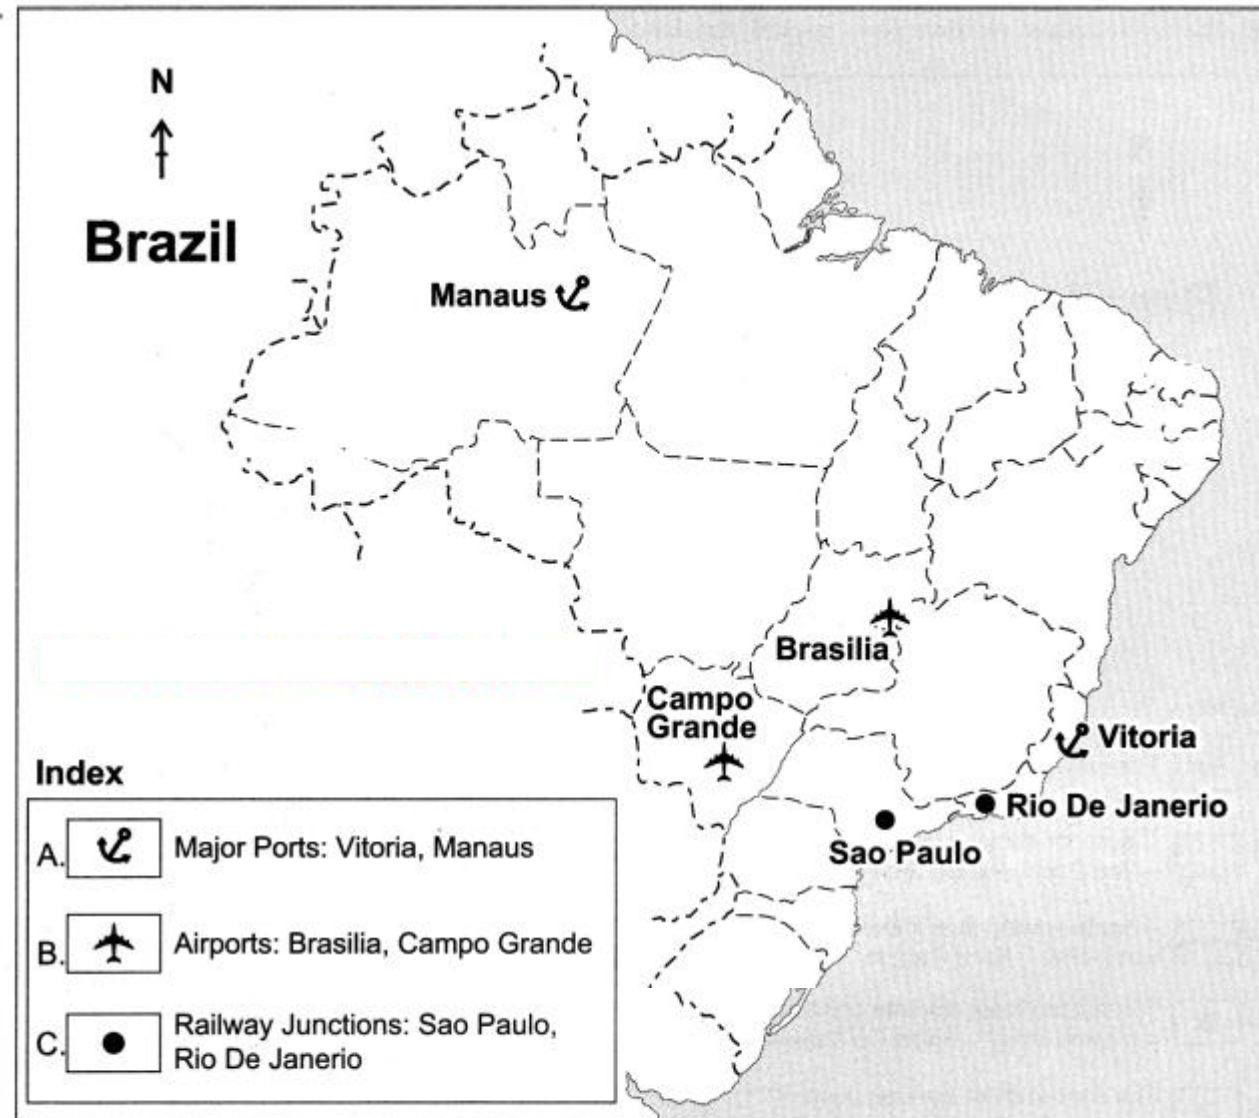 N
Brazil
Manaus
Brasilia
Campo
Grande
Vitoria
Rio De Janerio
Sao Paulo
Index
A. Major Ports: Vitoria, Manaus
B. Airports: Brasilia, Campo Grande
C. Railway Junctions: Sao Paulo,
Rio De Janerio